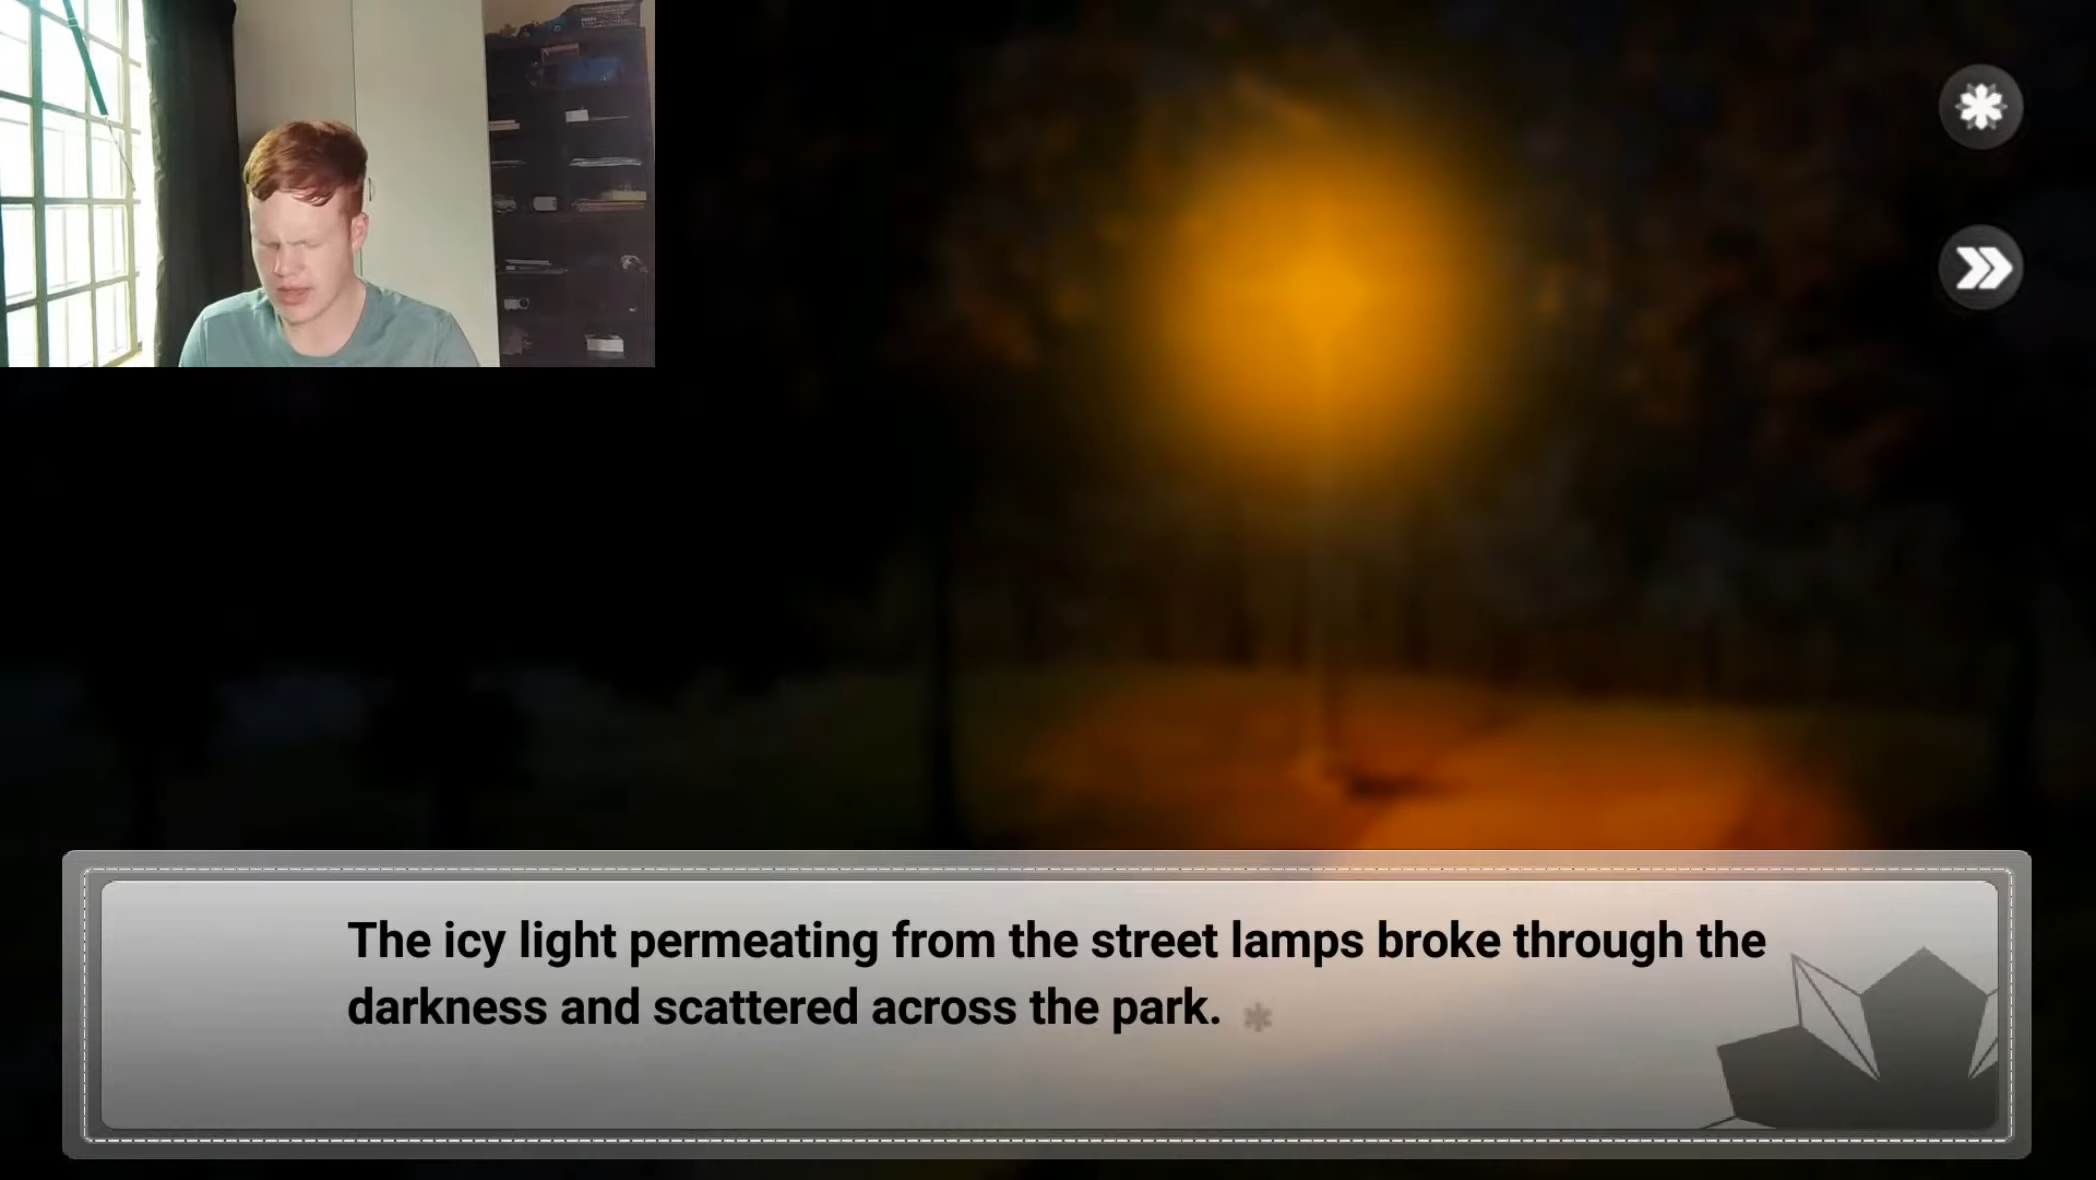 The icy light permeating from the street lamps broke through the
darkness and scattered across the park.